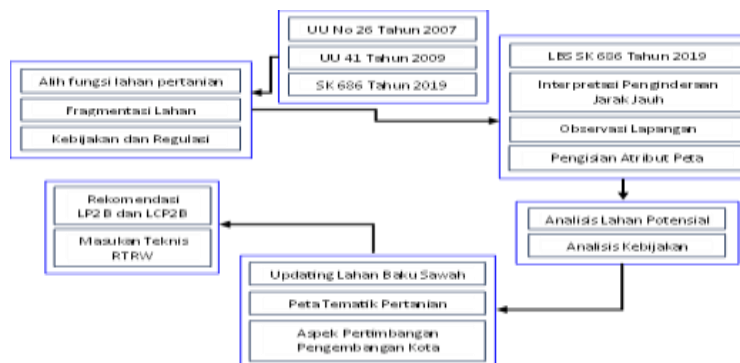 UU No 26 Tahun 2007
UU 41 Tahun 2009
SK 686 Tahun 2019
Alih fungsi lahan pertanian
Fragmentasi Lahan
Kebijakan dan Regulasi
LBS SK 686 Tahun 2019
Interpretasi Penginderaan
Jarak Jauh
Observasi Lapangan
Pengisian Atribut Peta
Analisis Lahan Potensial
Analisis Kebijakan
Updating Lahan Baku Sawah
Peta Tematik Pertanian
Aspek Pertimbangan
Pengembangan Kota
Rekomendasi
LP2B dan LCP2B
Masukan Teknis
RTRW